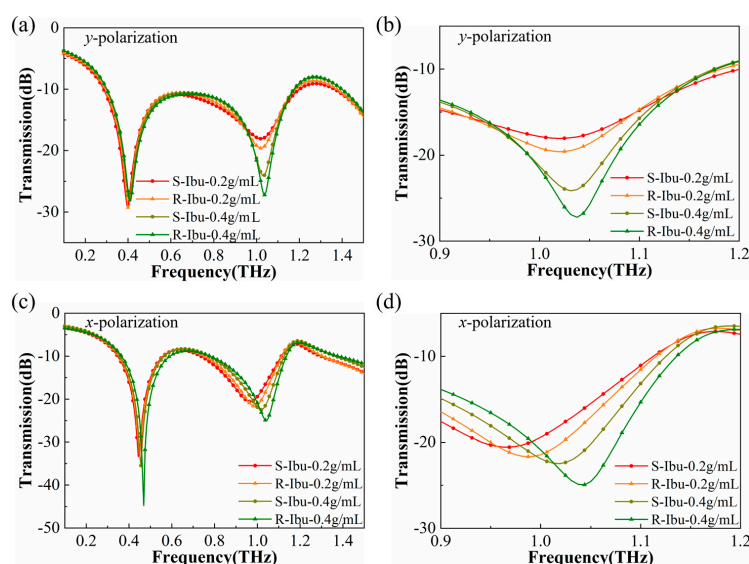 (a)
y-polarization
Transmission(dB)
0
-10
-20
-30
S-Ibu-0.2g/mL
R-Ibu-0.2g/mL
S-Ibu-0.4g/mL
R-Ibu-0.4g/mL
0.2 0.4 0.6 0.8 1.0 1.2 1.4
Frequency(THz)
(b)
y-polarization
Transmission(dB)
-10
-20
-30
S-Ibu-0.2g/mL
R-Ibu-0.2g/mL
S-Ibu-0.4g/mL
R-Ibu-0.4g/mL
0.9 1.0 1.1 1.2
Frequency(THz)
(c)
x-polarization
Transmission(dB)
0
-10
-20
-30
-40
-50
S-Ibu-0.2g/mL
R-Ibu-0.2g/mL
S-Ibu-0.4g/mL
R-Ibu-0.4g/mL
0.2 0.4 0.6 0.8 1.0 1.2 1.4
Frequency(THz)
(d)
x-polarization
Transmission(dB)
-10
-20
-30
S-Ibu-0.2g/mL
R-Ibu-0.2g/mL
S-Ibu-0.4g/mL
R-Ibu-0.4g/mL
0.9 1.0 1.1 1.2
Frequency(THz)